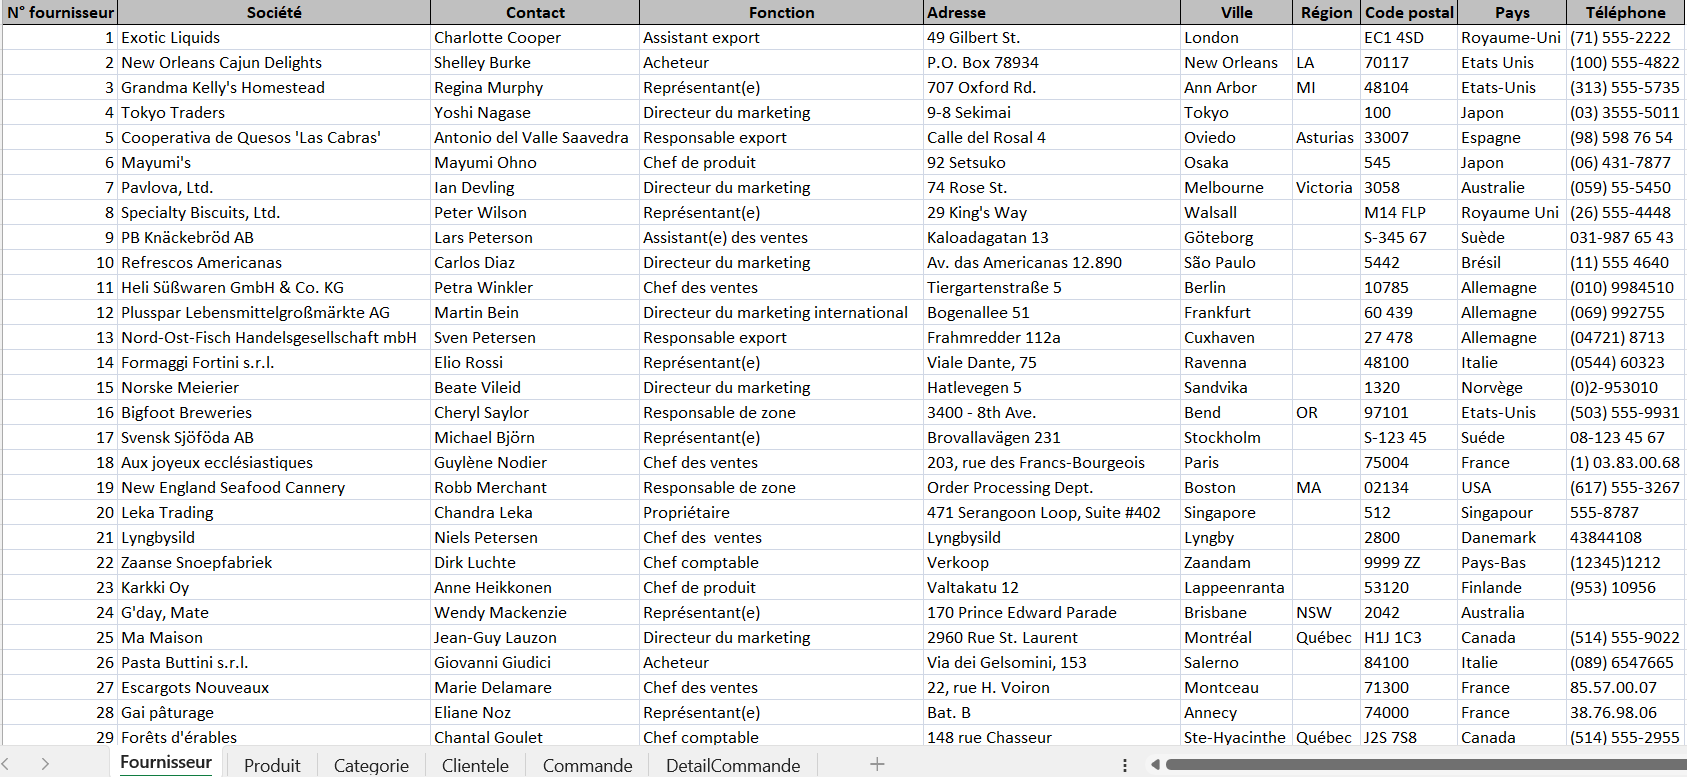 N° fournisseur Société Contact Fonction Adresse Ville Région Code postal Pays Téléphone
1 Exotic Liquids Charlotte Cooper Assistant export 49 Gilbert St. London EC1 4SD Royaume-Uni (71) 555-2222
2 New Orleans Cajun Delights Shelley Burke Acheteur P.O. Box 78934 New Orleans LA 70117 Etats Unis (100) 555-4822
3 Grandma Kelly's Homestead Regina Murphy Représentant(e) 707 Oxford Rd. Ann Arbor MI 48104 Etats-Unis (313) 555-5735
4 Tokyo Traders Yoshi Nagase Directeur du marketing 9-8 Sekimai Tokyo 100 Japon (03) 3555-5011
5 Cooperativa de Quesos 'Las Cabras' Antonio del Valle Saavedra Responsable export Calle del Rosal 4 Oviedo Asturias 33007 Espagne (98) 598 76 54
6 Mayumi's Mayumi Ohno Chef de produit 92 Setsuko Osaka 545 Japon (06) 431-7877
7 Pavlova, Ltd. Ian Devling Directeur du marketing 74 Rose St. Melbourne Victoria 3058 Australie (059) 55-5450
8 Specialty Biscuits, Ltd. Peter Wilson Représentant(e) 29 King's Way Walsall M14 FLP Royaume Uni (26) 555-4448
9 PB Knäckebröd AB Lars Peterson Assistant(e) des ventes Kaloadagatan 13 Göteborg S-345 67 Suède 031-987 65 43
10 Refrescos Americanas Carlos Diaz Directeur du marketing Av. das Americanas 12.890 São Paulo 5442 Brésil (11) 555 4640
11 Heli Süßwaren GmbH & Co. KG Petra Winkler Chef des ventes Tiergartenstraße 5 Berlin 10785 Allemagne (010) 9984510
12 Plusspar Lebensmittelgroßmärkte AG Martin Bein Directeur du marketing international Bogenallee 51 Frankfurt 60 439 Allemagne (069) 992755
13 Nord-Ost-Fisch Handelsgesellschaft mbH Sven Petersen Responsable export Frahmredder 112a Cuxhaven 27 478 Allemagne (04721) 8713
14 Formaggi Fortini s.r.l. Elio Rossi Représentant(e) Viale Dante, 75 Ravenna 48100 Italie (0544) 60323
15 Norske Meierier Beate Vileid Directeur du marketing Hatlevegen 5 Sandvika 1320 Norvège (0)2-953010
16 Bigfoot Breweries Cheryl Saylor Responsable de zone 3400 - 8th Ave. Bend OR 97101 Etats-Unis (503) 555-9931
17 Svensk Sjöföda AB Michael Björn Représentant(e) Brovallavägen 231 Stockholm S-123 45 Suéde 08-123 45 67
18 Aux joyeux ecclésiastiques Guylène Nodier Chef des ventes 203, rue des Francs-Bourgeois Paris 75004 France (1) 03.83.00.68
19 New England Seafood Cannery Robb Merchant Responsable de zone Order Processing Dept. Boston MA 02134 USA (617) 555-3267
20 Leka Trading Chandra Leka Propriétaire 471 Serangoon Loop, Suite #402 Singapore 512 Singapour 555-8787
21 Lyngbysild Niels Petersen Chef des  ventes Lyngbysild Lyngby 2800 Danemark 43844108
22 Zaanse Snoepfabriek Dirk Luchte Chef comptable Verkoop Zaandam 9999 ZZ Pays-Bas (12345)1212
23 Karkki Oy Anne Heikkonen Chef de produit Valtakatu 12 Lappeenranta 53120 Finlande (953) 10956
24 G'day, Mate Wendy Mackenzie Représentant(e) 170 Prince Edward Parade Brisbane NSW 2042 Australia
25 Ma Maison Jean-Guy Lauzon Directeur du marketing 2960 Rue St. Laurent Montréal Québec H1J 1C3 Canada (514) 555-9022
26 Pasta Buttini s.r.l. Giovanni Giudici Acheteur Via dei Gelsomini, 153 Salerno 84100 Italie (089) 6547665
27 Escargots Nouveaux Marie Delamare Chef des ventes 22, rue H. Voiron Montceau 71300 France 85.57.00.07
28 Gai pâturage Eliane Noz Représentant(e) Bat. B Annecy 74000 France 38.76.98.06
29 Forêts d'érables Chantal Goulet Chef comptable 148 rue Chasseur Ste-Hyacinthe Québec J2S 7S8 Canada (514) 555-2955
Fournisseur Produit Categorie Clientele Commande DetailCommande